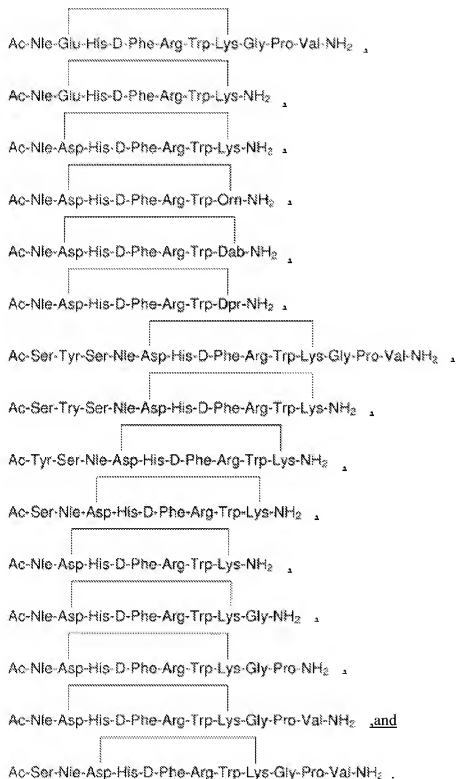 Ac-Nle-Glu-His-D-Phe-Arg-Trp-Lys-Gly-Pro-Val-NH₂ ,
Ac-Nle-Glu-His-D-Phe-Arg-Trp-Lys-NH₂ ,
Ac-Nle-Asp-His-D-Phe-Arg-Trp-Lys-NH₂ ,
Ac-Nle-Asp-His-D-Phe-Arg-Trp-Orn-NH₂ ,
Ac-Nle-Asp-His-D-Phe-Arg-Trp-Dab-NH₂ ,
Ac-Nle-Asp-His-D-Phe-Arg-Trp-Dpr-NH₂ ,
Ac-Ser-Tyr-Ser-Nle-Asp-His-D-Phe-Arg-Trp-Lys-Gly-Pro-Val-NH₂ ,
Ac-Ser-Try-Ser-Nle-Asp-His-D-Phe-Arg-Trp-Lys-NH₂ ,
Ac-Tyr-Ser-Nle-Asp-His-D-Phe-Arg-Trp-Lys-NH₂ ,
Ac-Ser-Nle-Asp-His-D-Phe-Arg-Trp-Lys-NH₂ ,
Ac-Nle-Asp-His-D-Phe-Arg-Trp-Lys-NH₂ ,
Ac-Nle-Asp-His-D-Phe-Arg-Trp-Lys-Gly-NH₂ ,
Ac-Nle-Asp-His-D-Phe-Arg-Trp-Lys-Gly-Pro-NH₂ ,
Ac-Nle-Asp-His-D-Phe-Arg-Trp-Lys-Gly-Pro-Val-NH₂ ,and
Ac-Ser-Nle-Asp-His-D-Phe-Arg-Trp-Lys-Gly-Pro-Val-NH₂ .